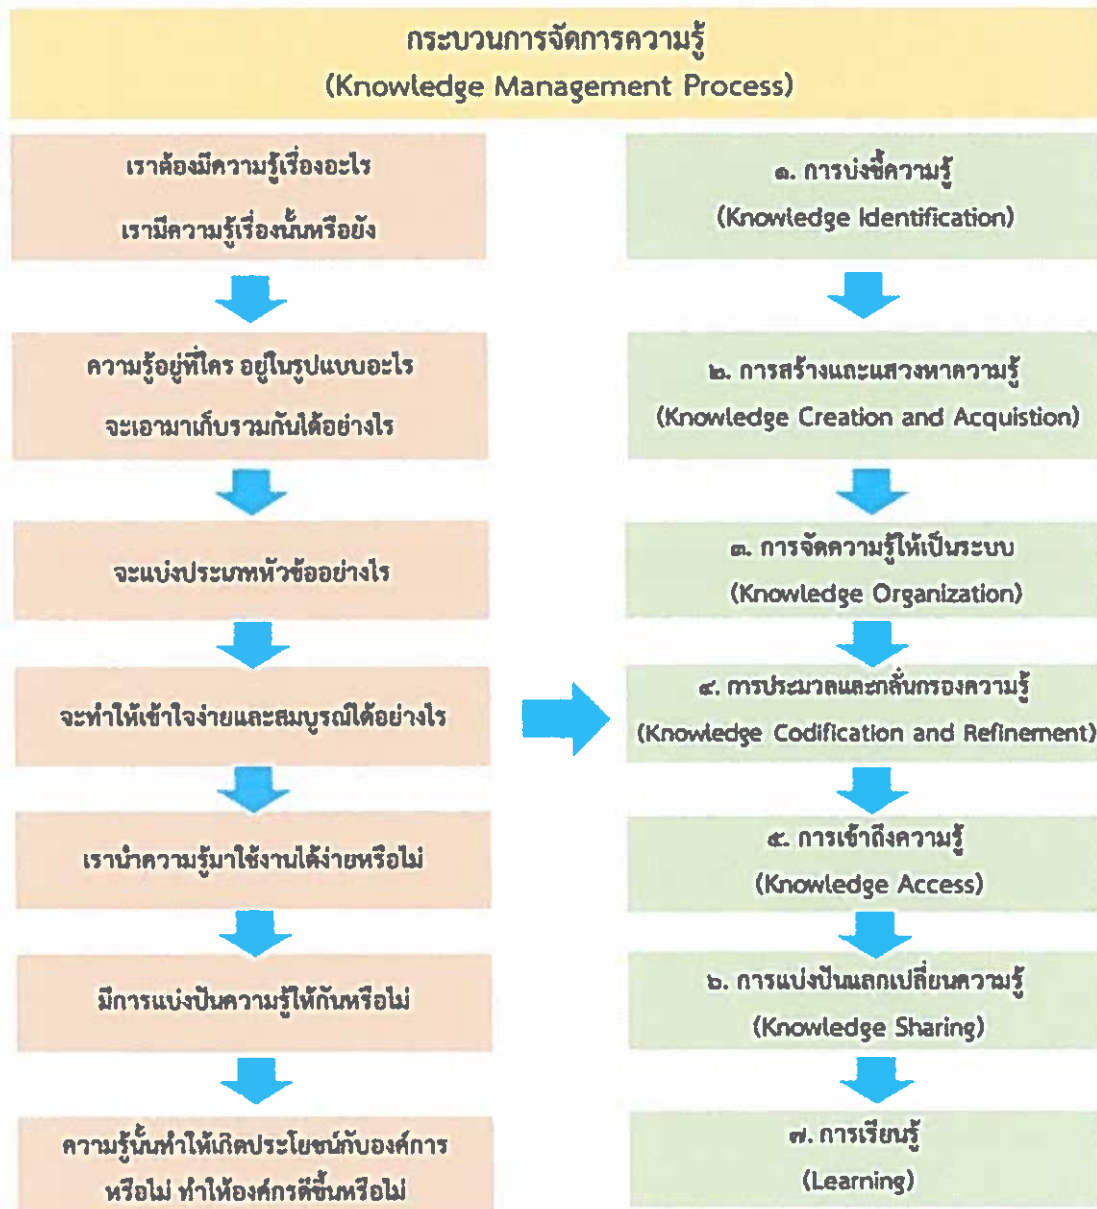 กระบวนการจัดการความรู้
(Knowledge Management Process)
เราต้องมีความรู้เรื่องอะไร
เรามีความรู้เรื่องนั้นหรือยัง
ความรู้อยู่ที่ใคร อยู่ในรูปแบบอะไร
จะเอามาเก็บรวมกันได้อย่างไร
จะแบ่งประเภทหัวข้ออย่างไร
จะทำให้เข้าใจง่ายและสมบูรณ์ได้อย่างไร
เรานำความรู้มาใช้งานได้ง่ายหรือไม่
มีการแบ่งปันความรู้ให้กันหรือไม่
ความรู้นั้นทำให้เกิดประโยชน์กับองค์การ
หรือไม่ ทำให้องค์กรดีขึ้นหรือไม่
๑. การบ่งชี้ความรู้
(Knowledge Identification)
๒. การสร้างและแสวงหาความรู้
(Knowledge Creation and Acquistion)
๓. การจัดความรู้ให้เป็นระบบ
(Knowledge Organization)
๔. การประมวลและกลั่นกรองความรู้
(Knowledge Codification and Refinement)
๕. การเข้าถึงความรู้
(Knowledge Access)
๖. การแบ่งปันแลกเปลี่ยนความรู้
(Knowledge Sharing)
๗. การเรียนรู้
(Learning)